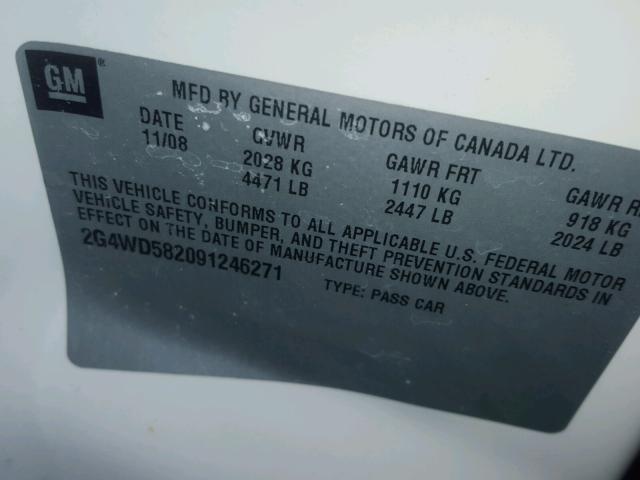 GM®
MFD BY GENERAL MOTORS OF CANADA LTD.
DATE GVWR GAWR FRT GAWR R
11/08 2028 KG 1110 KG 918 KG
4471 LB 2447 LB 2024 LB
THIS VEHICLE CONFORMS TO ALL APPLICABLE U.S. FEDERAL MOTOR
VEHICLE SAFETY, BUMPER, AND THEFT PREVENTION STANDARDS IN
EFFECT ON THE DATE OF MANUFACTURE SHOWN ABOVE.
2G4WD582091246271 TYPE: PASS CAR